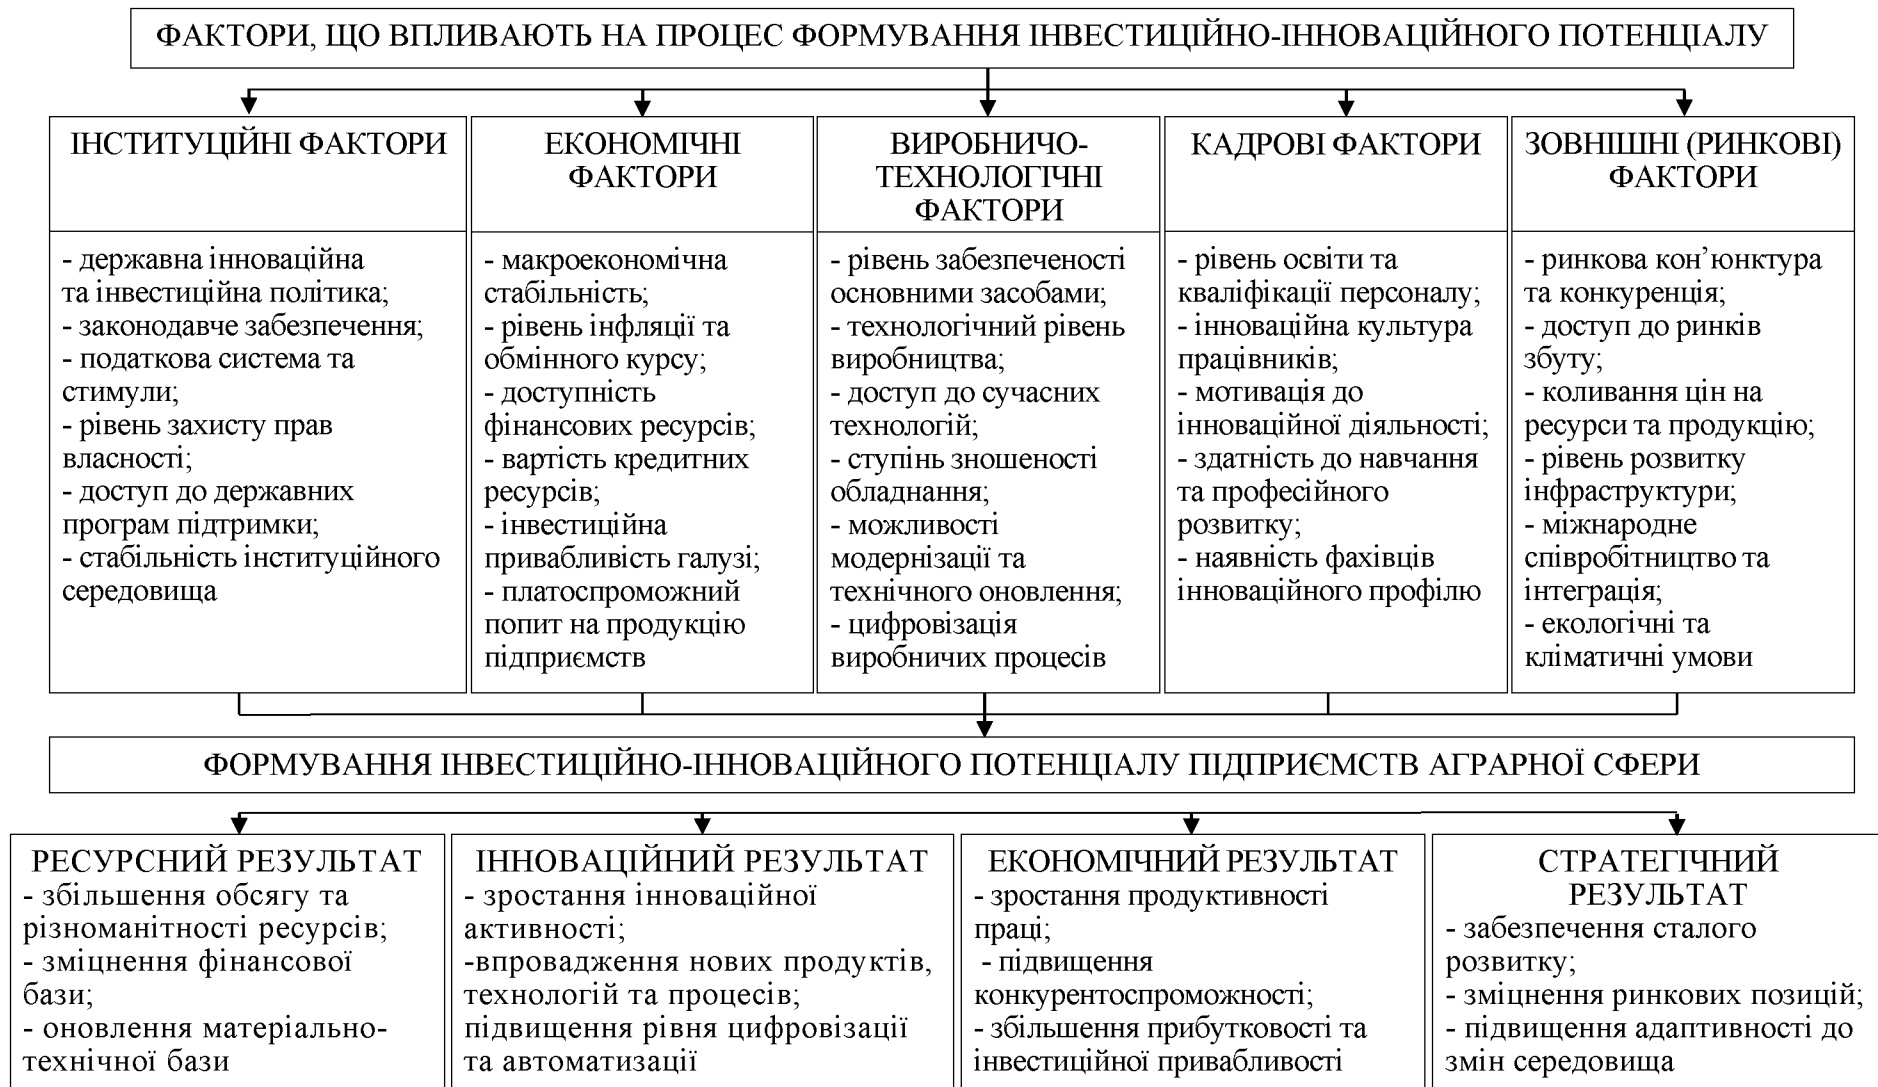 ФАКТОРИ, ЩО ВПЛИВАЮТЬ НА ПРОЦЕС ФОРМУВАННЯ ІНВЕСТИЦІЙНО-ІННОВАЦІЙНОГО ПОТЕНЦІАЛУ
ІНСТИТУЦІЙНІ ФАКТОРИ
- державна інноваційна
та інвестиційна політика;
- законодавче забезпечення;
- податкова система та
стимули;
- рівень захисту прав
власності;
- доступ до державних
програм підтримки;
- стабільність інституційного
середовища
ЕКОНОМІЧНІ
ФАКТОРИ
- макроекономічна
стабільність;
- рівень інфляції та
обмінного курсу;
- доступність
фінансових ресурсів;
- вартість кредитних
ресурсів;
- інвестиційна
привабливість галузі;
- платоспроможний
попит на продукцію
підприємств
ВИРОБНИЧО-
ТЕХНОЛОГІЧНІ
ФАКТОРИ
- рівень забезпеченості
основними засобами;
- технологічний рівень
виробництва;
- доступ до сучасних
технологій;
- ступінь зношеності
обладнання;
- можливості
модернізації та
технічного оновлення;
- цифровізація
виробничих процесів
КАДРОВІ ФАКТОРИ
- рівень освіти та
кваліфікації персоналу;
- інноваційна культура
працівників;
- мотивація до
інноваційної діяльності;
- здатність до навчання
та професійного
розвитку;
- наявність фахівців
інноваційного профілю
ЗОВНІШНІ (РИНКОВІ)
ФАКТОРИ
- ринкова кон’юнктура
та конкуренція;
- доступ до ринків
збуту;
- коливання цін на
ресурси та продукцію;
- рівень розвитку
інфраструктури;
- міжнародне
співробітництво та
інтеграція;
- екологічні та
кліматичні умови
ФОРМУВАННЯ ІНВЕСТИЦІЙНО-ІННОВАЦІЙНОГО ПОТЕНЦІАЛУ ПІДПРИЄМСТВ АГРАРНОЇ СФЕРИ
РЕСУРСНИЙ РЕЗУЛЬТАТ
- збільшення обсягу та
різноманітності ресурсів;
- зміцнення фінансової
бази;
- оновлення матеріально-
технічної бази
ІННОВАЦІЙНИЙ РЕЗУЛЬТАТ
- зростання інноваційної
активності;
-впровадження нових продуктів,
технологій та процесів;
підвищення рівня цифровізації
та автоматизації
ЕКОНОМІЧНИЙ РЕЗУЛЬТАТ
- зростання продуктивності
праці;
- підвищення
конкурентоспроможності;
- збільшення прибутковості та
інвестиційної привабливості
СТРАТЕГІЧНИЙ
РЕЗУЛЬТАТ
- забезпечення сталого
розвитку;
- зміцнення ринкових позицій;
- підвищення адаптивності до
змін середовища